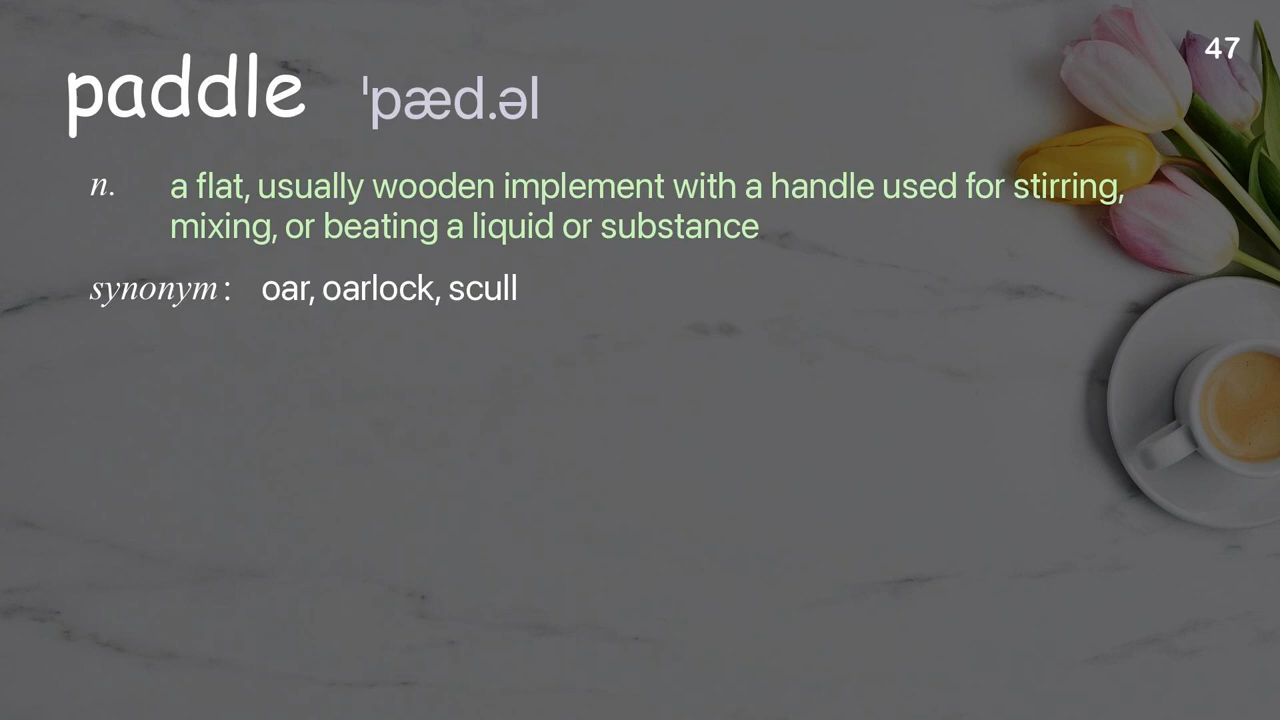 47
paddle ˈpæd.əl
n. a flat, usually wooden implement with a handle used for stirring,
mixing, or beating a liquid or substance
synonym: oar, oarlock, scull